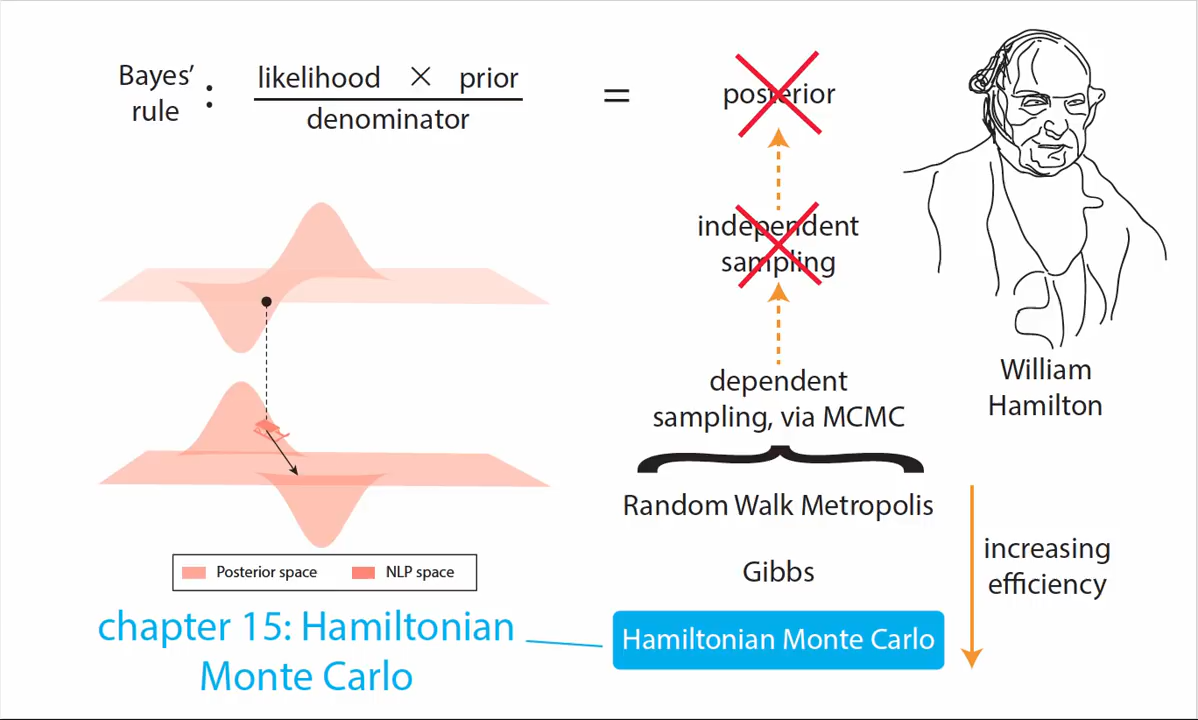 Bayes’
rule :
likelihood × prior
denominator
=
posterior
independent
sampling
dependent
sampling, via MCMC
William
Hamilton
Random Walk Metropolis
Gibbs
Hamiltonian Monte Carlo
increasing
efficiency
Posterior space
NLP space
chapter 15: Hamiltonian
Monte Carlo